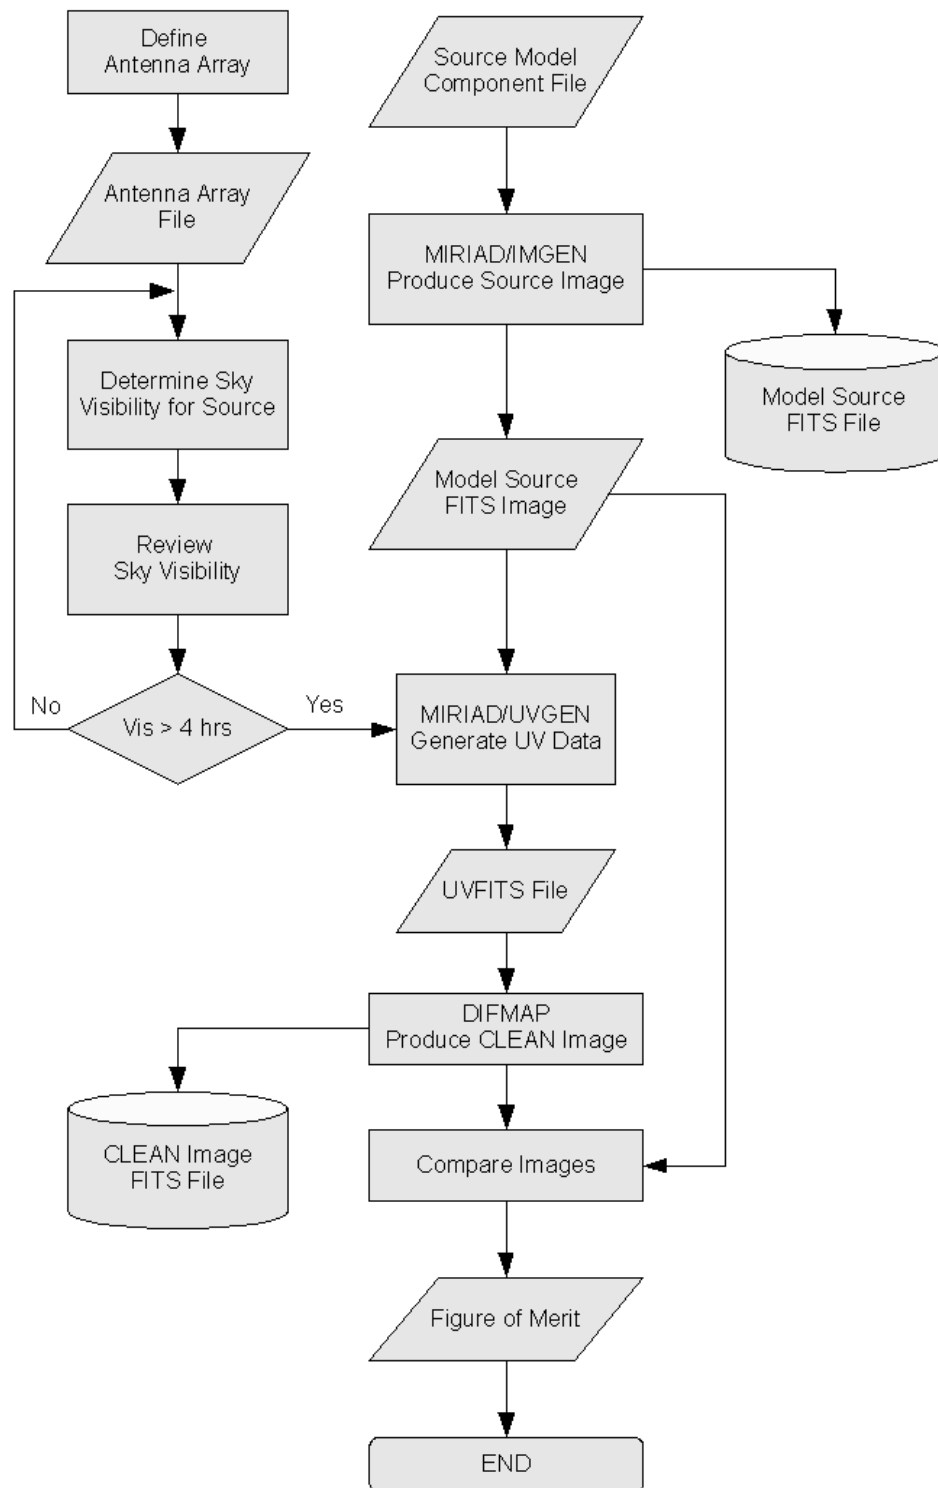 Define
Antenna Array
Source Model
Component File
Antenna Array
File
MIRIAD/IMGEN
Produce Source Image
Determine Sky
Visibility for Source
Model Source
FITS File
Model Source
FITS Image
Review
Sky Visibility
No
Vis > 4 hrs
Yes
MIRIAD/UVGEN
Generate UV Data
UVFITS File
DIFMAP
Produce CLEAN Image
CLEAN Image
FITS File
Compare Images
Figure of Merit
END